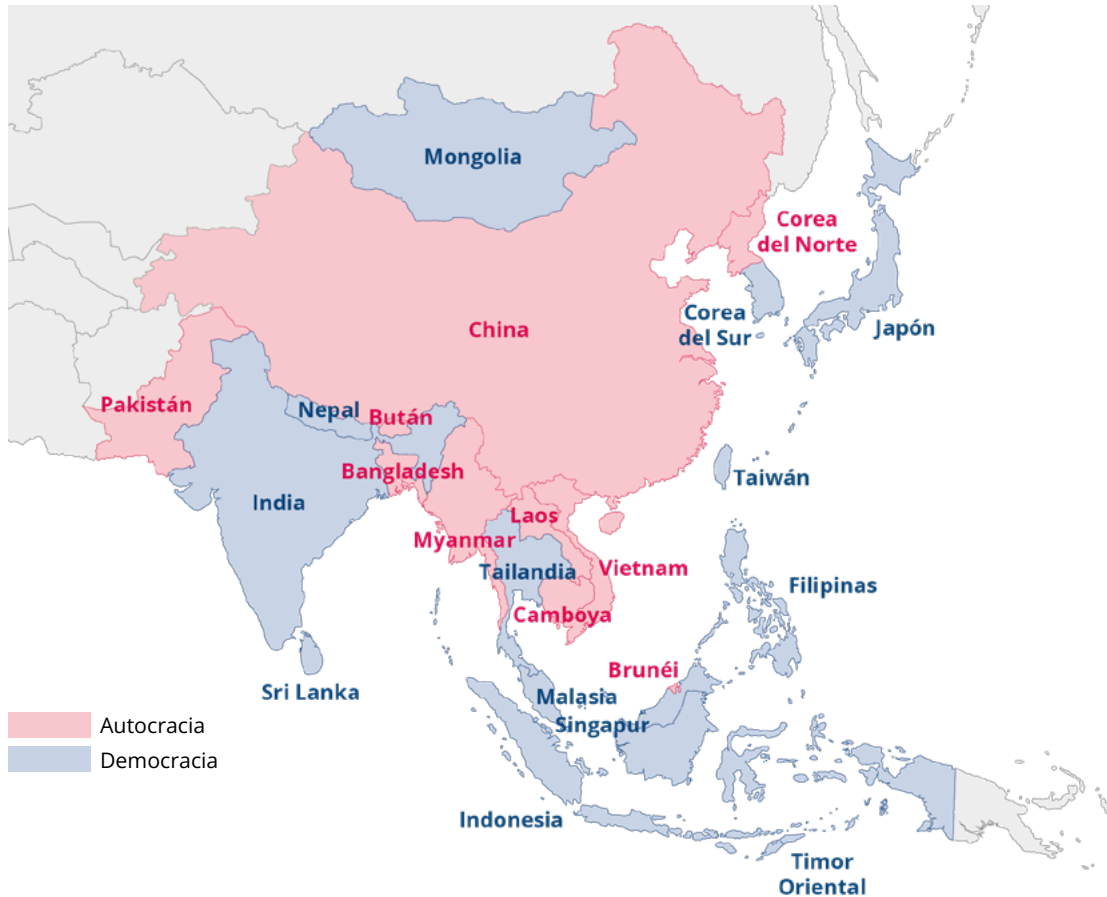 Mongolia
Corea
del Norte
China
Corea
del Sur
Japón
Pakistán
Nepal
Bután
Bangladesh
Taiwán
India
Laos
Myanmar
Tailandia
Vietnam
Filipinas
Camboya
Brunéi
Sri Lanka
Malasia
Singapur
Autocracia
Democracia
Indonesia
Timor
Oriental